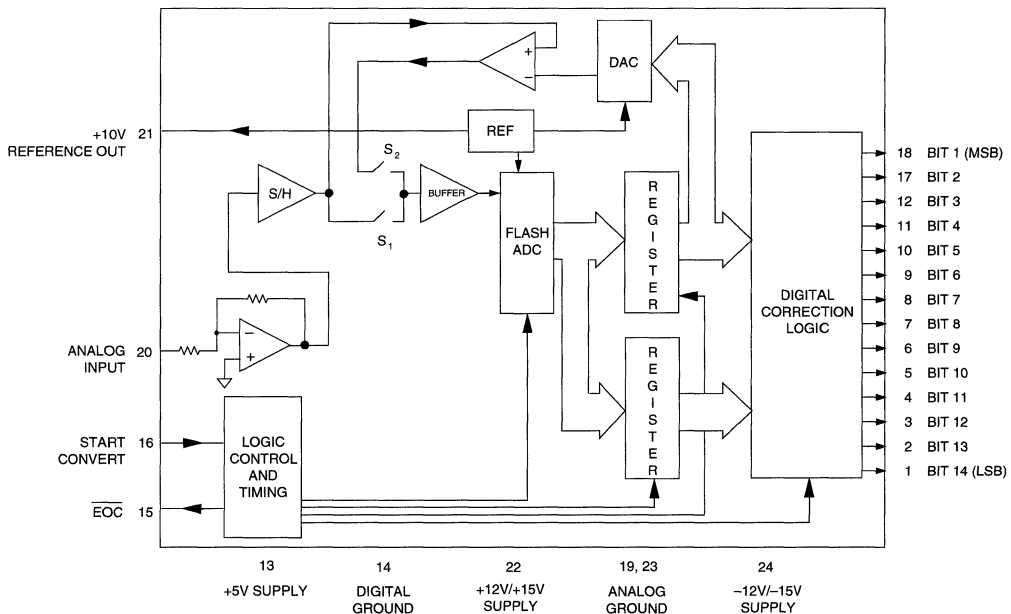 +
−
DAC
+10V
REFERENCE OUT
21
REF
S2
S/H
BUFFER
S1
FLASH
ADC
REGISTER
REGISTER
DIGITAL
CORRECTION
LOGIC
18 BIT 1 (MSB)
17 BIT 2
12 BIT 3
11 BIT 4
10 BIT 5
9 BIT 6
8 BIT 7
7 BIT 8
6 BIT 9
5 BIT 10
4 BIT 11
3 BIT 12
2 BIT 13
1 BIT 14 (LSB)
ANALOG
INPUT
20
−
+
START
CONVERT
16
LOGIC
CONTROL
AND
TIMING
EOC 15
13
+5V SUPPLY
14
DIGITAL
GROUND
22
+12V/+15V
SUPPLY
19, 23
ANALOG
GROUND
24
−12V/−15V
SUPPLY